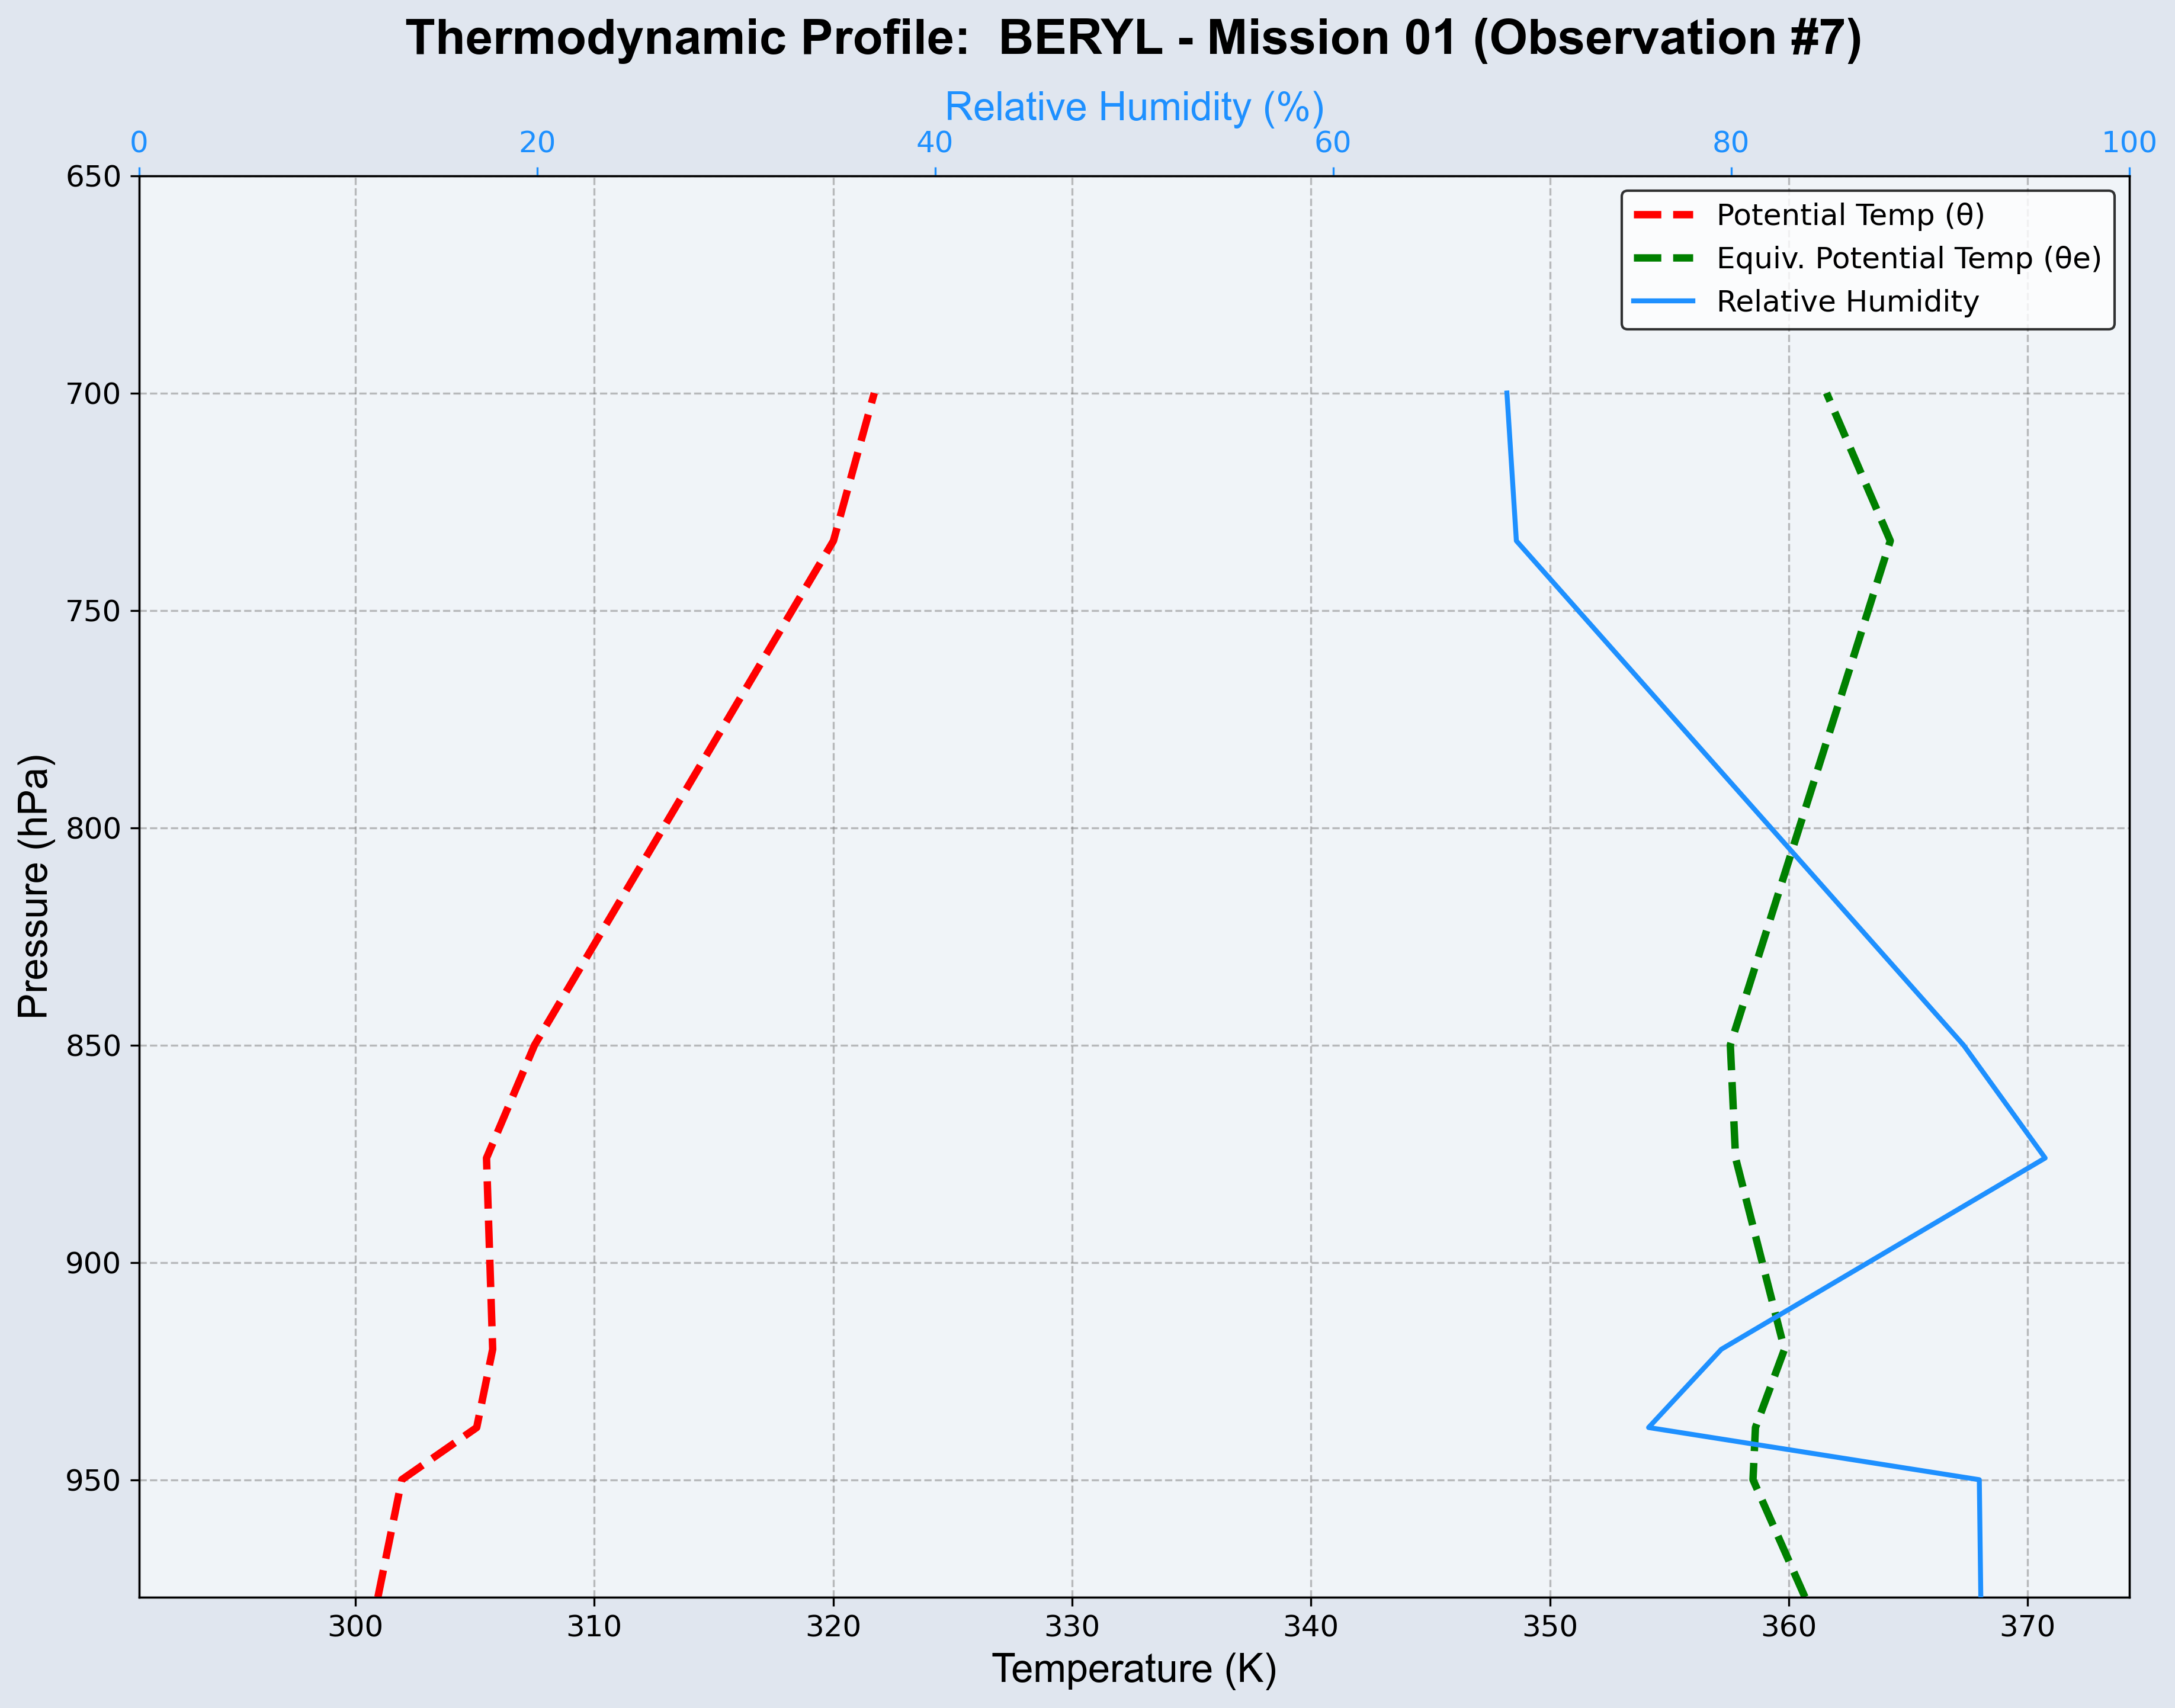 Thermodynamic Profile:  BERYL - Mission 01 (Observation #7)
Relative Humidity (%)
0 20 40 60 80 100
Potential Temp (θ)
Equiv. Potential Temp (θe)
Relative Humidity
650
700
750
800
850
900
950
Pressure (hPa)
300 310 320 330 340 350 360 370
Temperature (K)